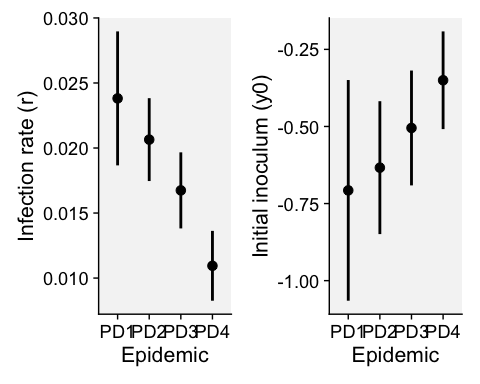 Infection rate (r)
0.030
0.025
0.020
0.015
0.010
PD1 PD2 PD3 PD4
Epidemic
Initial inoculum (y0)
-0.25
-0.50
-0.75
-1.00
PD1 PD2 PD3 PD4
Epidemic